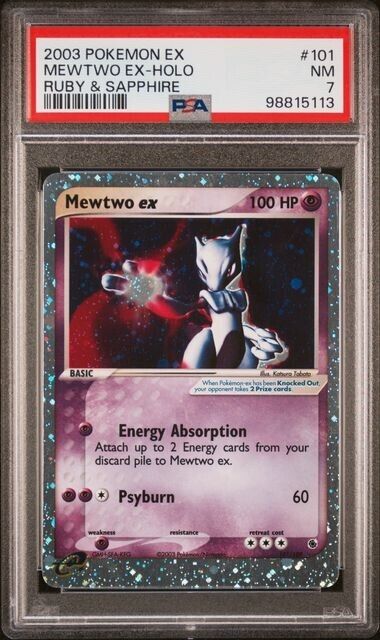 2003 POKEMON EX #101
MEWTWO EX-HOLO NM
RUBY & SAPPHIRE 7
PSA 98815113
Mewtwo ex 100 HP
BASIC Illus. Katsura Tabata
When Pokémon-ex has been Knocked Out,
your opponent takes 2 Prize cards.
Energy Absorption
Attach up to 2 Energy cards from your
discard pile to Mewtwo ex.
Psyburn 60
weakness resistance retreat cost
©2003 Pokémon/Nintendo